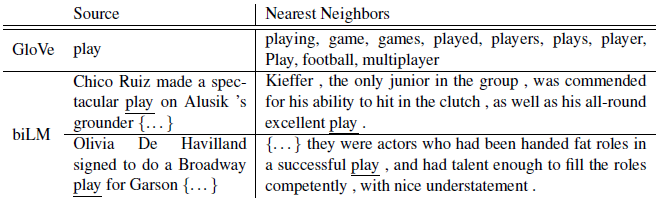 Source Nearest Neighbors
GloVe play playing, game, games, played, players, plays, player,
Play, football, multiplayer
biLM
Chico Ruiz made a spec-
tacular play on Alusik 's
grounder {...}
Kieffer , the only junior in the group , was commended
for his ability to hit in the clutch , as well as his all-round
excellent play .
Olivia De Havilland
signed to do a Broadway
play for Garson {...}
{...} they were actors who had been handed fat roles in
a successful play , and had talent enough to fill the roles
competently , with nice understatement .